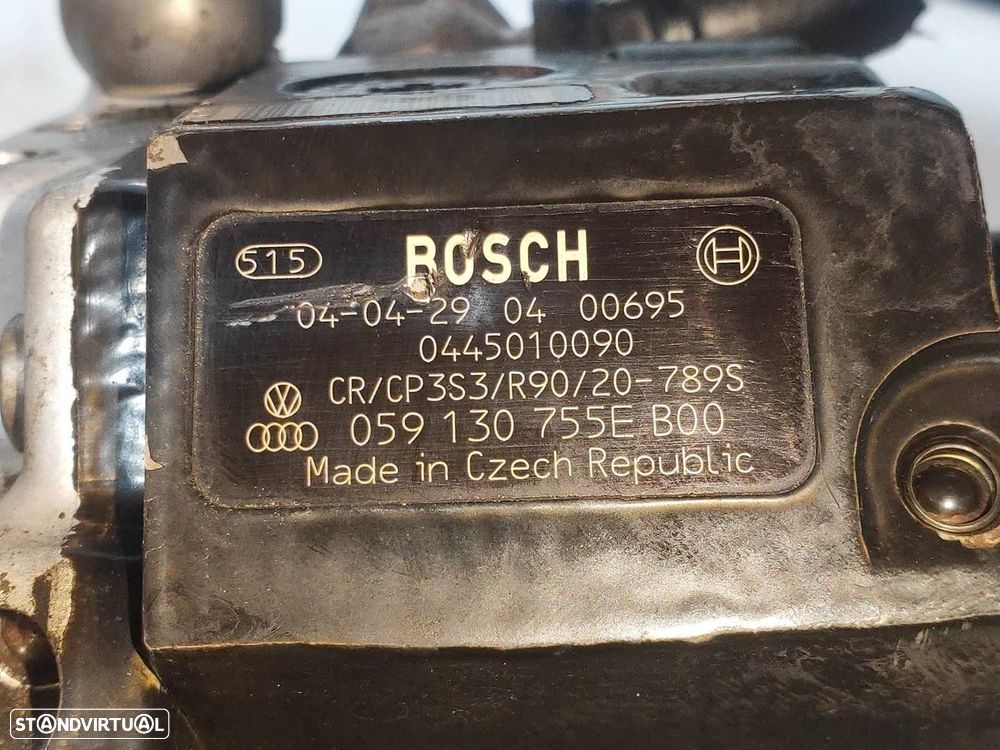 515 BOSCH
04-04-29 04 00695
0445010090
CR/CP3S3/R90/20-789S
059 130 755E B00
Made in Czech Republic
STANDVIRTUAL